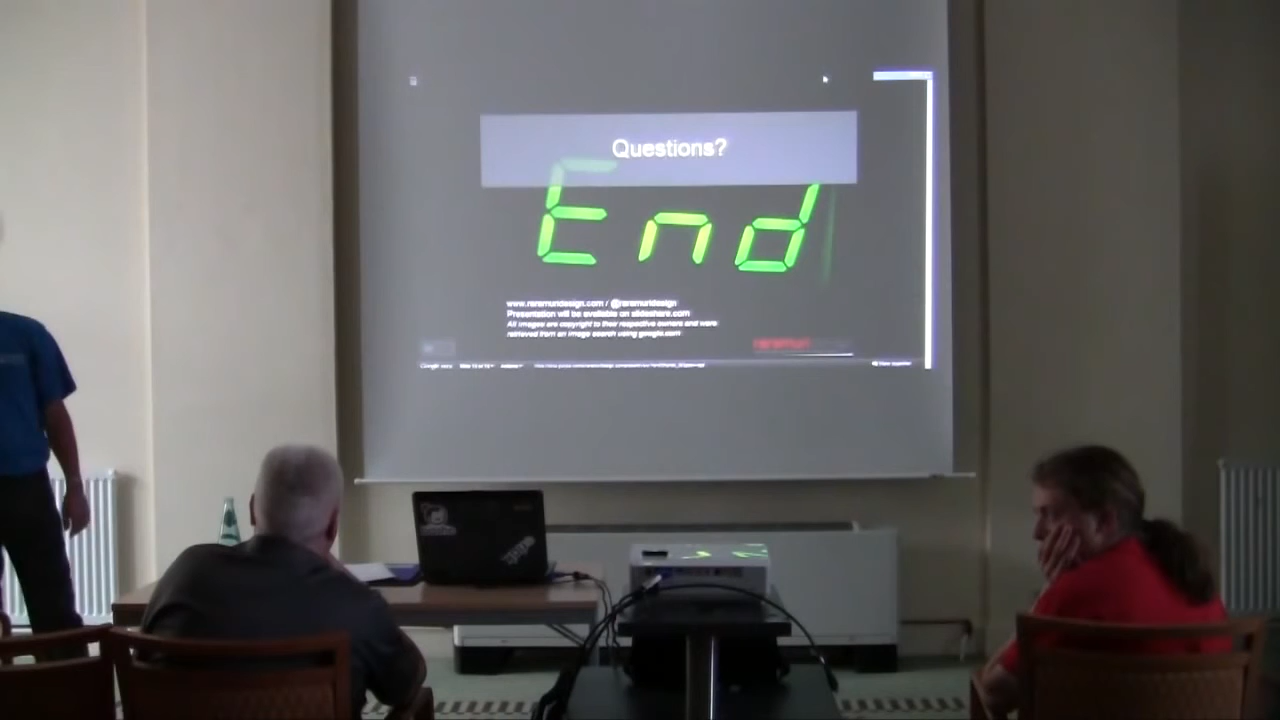 Questions?
End
www.raramuridesign.com / @raramuridesign
Presentation will be available on slideshare.com
All images are copyright to their respective owners and were
retrieved from an image search using google.com
raramuri